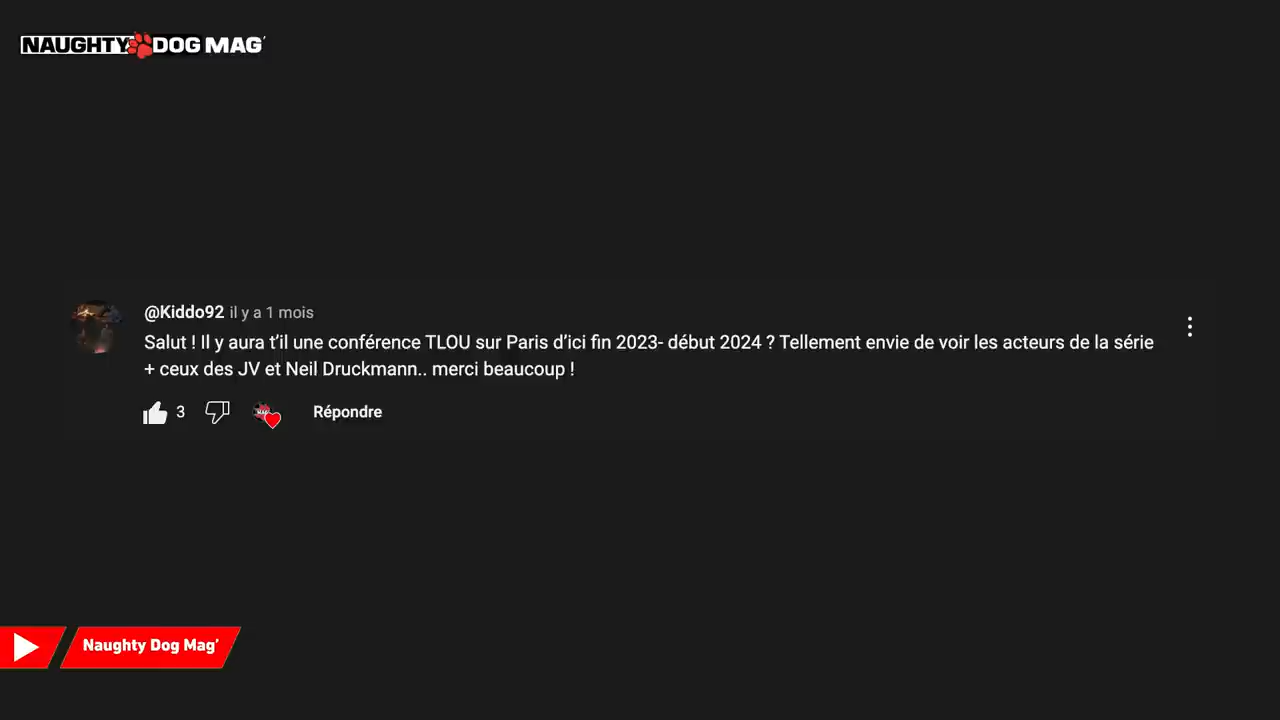 NAUGHTY DOG MAG'
@Kiddo92 il y a 1 mois
Salut ! Il y aura t’il une conférence TLOU sur Paris d’ici fin 2023- début 2024 ? Tellement envie de voir les acteurs de la série
+ ceux des JV et Neil Druckmann.. merci beaucoup !
3 Répondre
Naughty Dog Mag’